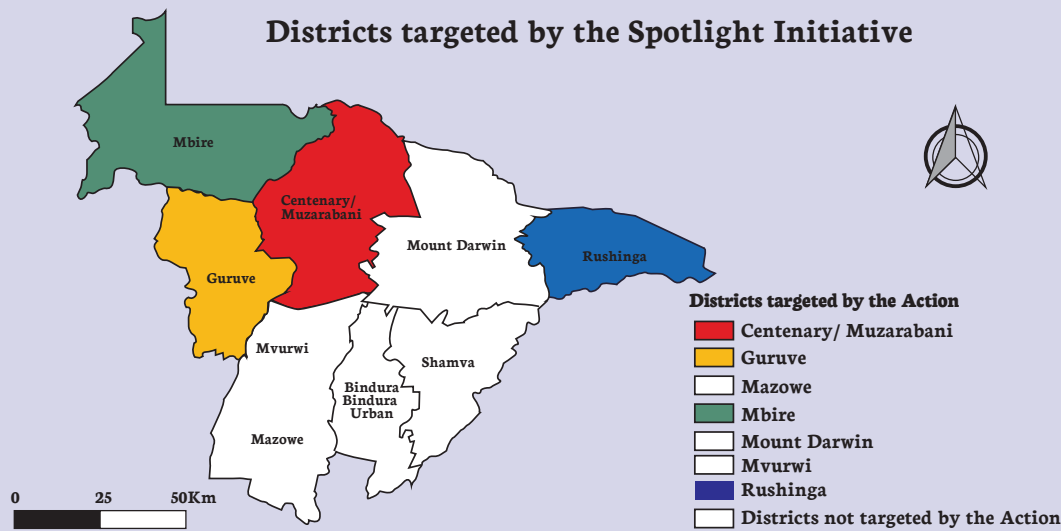 Districts targeted by the Spotlight Initiative
Mbire
Centenary/
Muzarabani
Mount Darwin
Rushinga
Guruve
Mvurwi
Shamva
Bindura
Bindura
Urban
Mazowe
Districts targeted by the Action
Centenary/ Muzarabani
Guruve
Mazowe
Mbire
Mount Darwin
Mvurwi
Rushinga
Districts not targeted by the Action
0 25 50Km